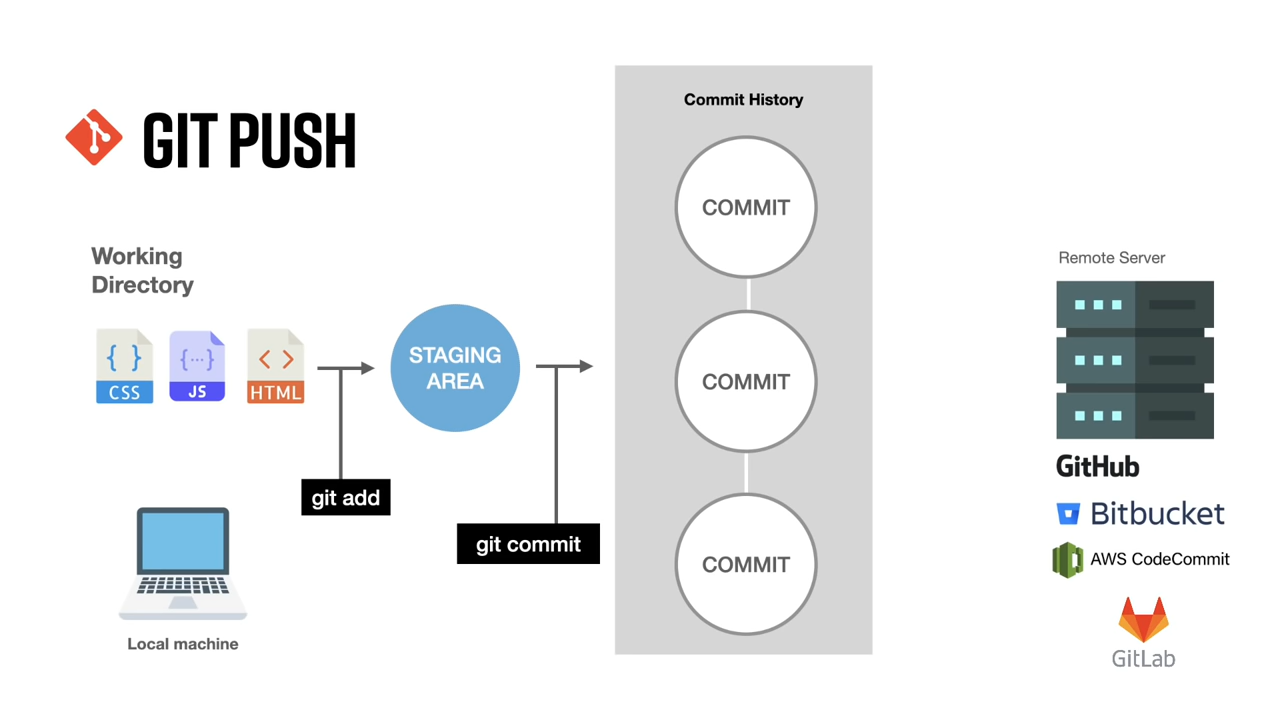 GIT PUSH
Working
Directory
{ }
CSS
{...}
JS
< >
HTML
git add
STAGING
AREA
git commit
Local machine
Commit History
COMMIT
COMMIT
COMMIT
Remote Server
GitHub
Bitbucket
AWS CodeCommit
GitLab